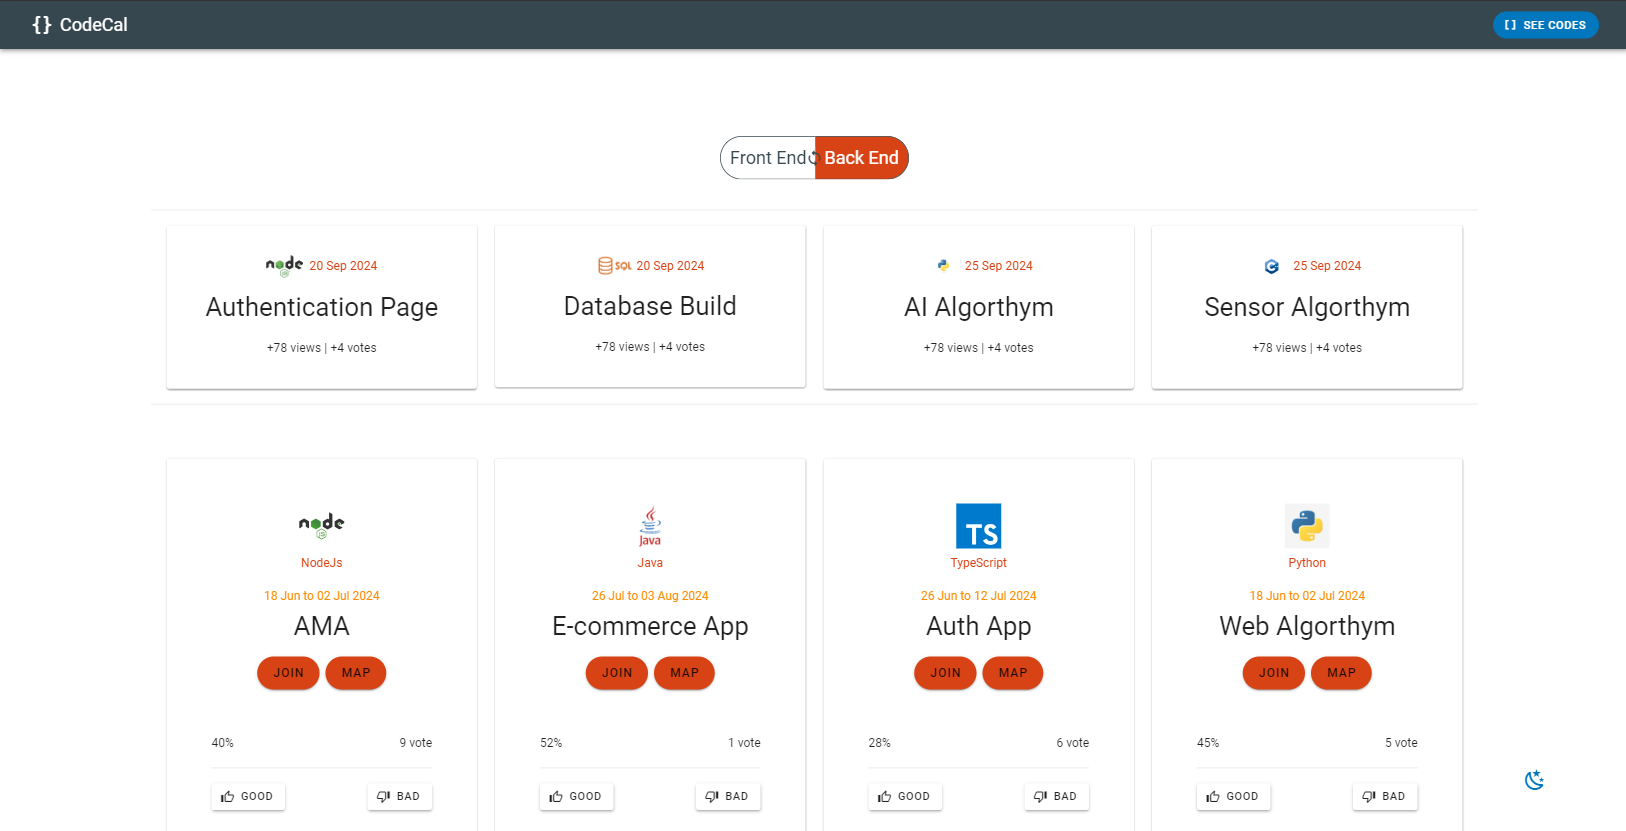 { } CodeCal
[ ] SEE CODES
Front End Back End
node JS 20 Sep 2024
SQL 20 Sep 2024
25 Sep 2024
C 25 Sep 2024
Authentication Page
Database Build
AI Algorthym
Sensor Algorthym
+78 views | +4 votes
+78 views | +4 votes
+78 views | +4 votes
+78 views | +4 votes
node JS
Java
TS
NodeJs
Java
TypeScript
Python
18 Jun to 02 Jul 2024
26 Jul to 03 Aug 2024
26 Jun to 12 Jul 2024
18 Jun to 02 Jul 2024
AMA
E-commerce App
Auth App
Web Algorthym
JOIN MAP
JOIN MAP
JOIN MAP
JOIN MAP
40% 9 vote
52% 1 vote
28% 6 vote
45% 5 vote
GOOD BAD
GOOD BAD
GOOD BAD
GOOD BAD